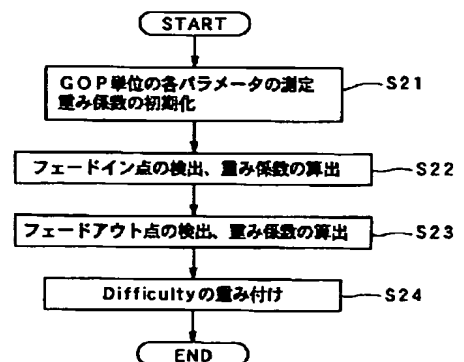 START
GOP単位の各パラメータの測定
重み係数の初期化
S21
フェードイン点の検出、重み係数の算出
S22
フェードアウト点の検出、重み係数の算出
S23
Difficultyの重み付け
S24
END